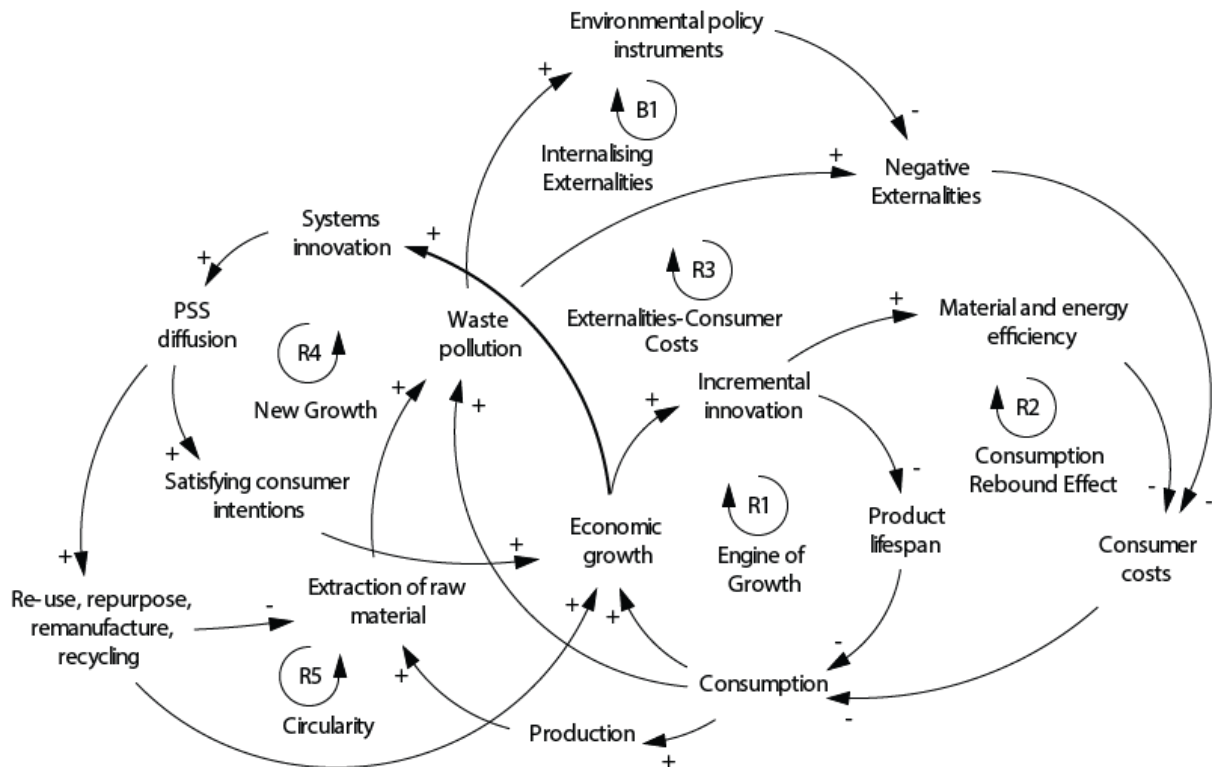 Environmental policy
instruments
+
B1
-
Internalising
Externalities
+
Negative
Externalities
Systems
innovation
+
+
R3
PSS
diffusion
Waste
pollution
Externalities-Consumer
Costs
+
Material and energy
efficiency
R4
New Growth
+
+
+
Incremental
innovation
R2
Consumption
Rebound Effect
+
Satisfying consumer
intentions
-
-
-
R1
Engine of
Growth
Product
lifespan
Economic
growth
+
Consumer
costs
+
Re-use, repurpose,
remanufacture,
recycling
-
Extraction of raw
material
+
+
R5
Circularity
+
-
Consumption
-
Production
+